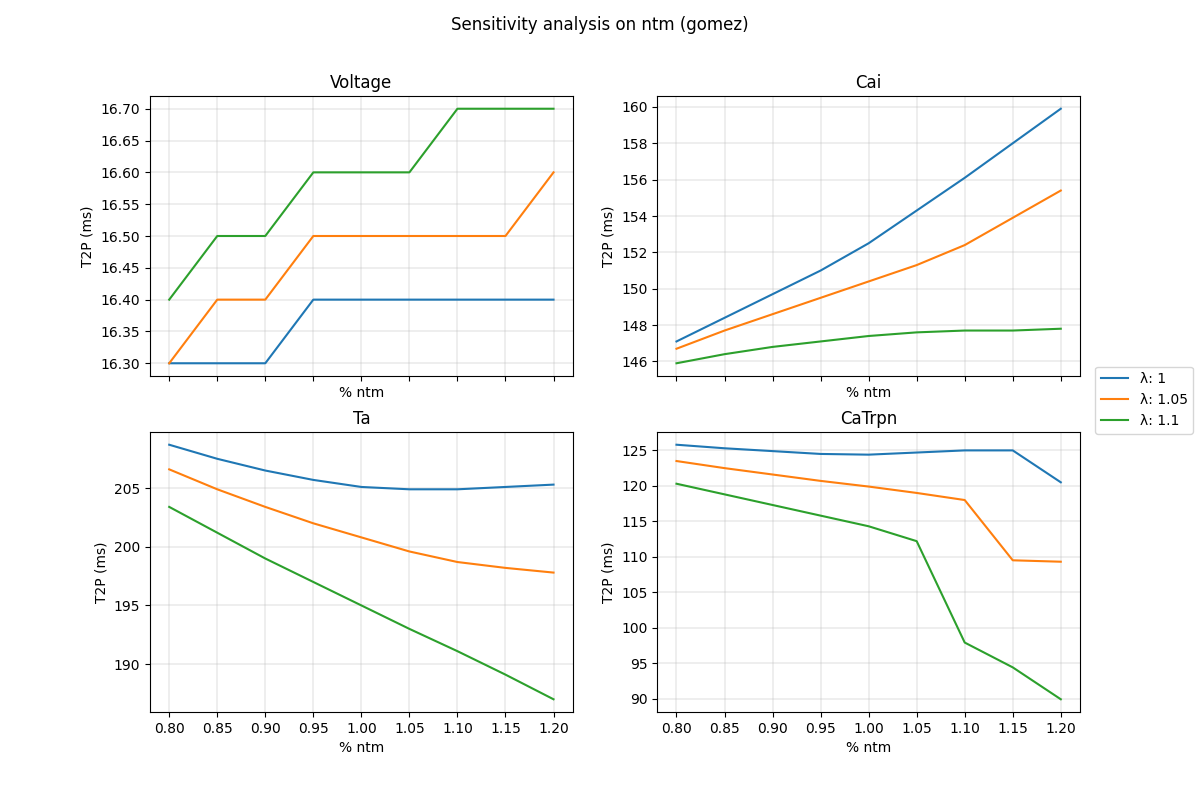 Sensitivity analysis on ntm (gomez)
Voltage
T2P (ms)
16.70
16.65
16.60
16.55
16.50
16.45
16.40
16.35
16.30
% ntm
Cai
T2P (ms)
160
158
156
154
152
150
148
146
% ntm
λ: 1
λ: 1.05
λ: 1.1
Ta
T2P (ms)
205
200
195
190
0.80 0.85 0.90 0.95 1.00 1.05 1.10 1.15 1.20
% ntm
CaTrpn
T2P (ms)
125
120
115
110
105
100
95
90
0.80 0.85 0.90 0.95 1.00 1.05 1.10 1.15 1.20
% ntm